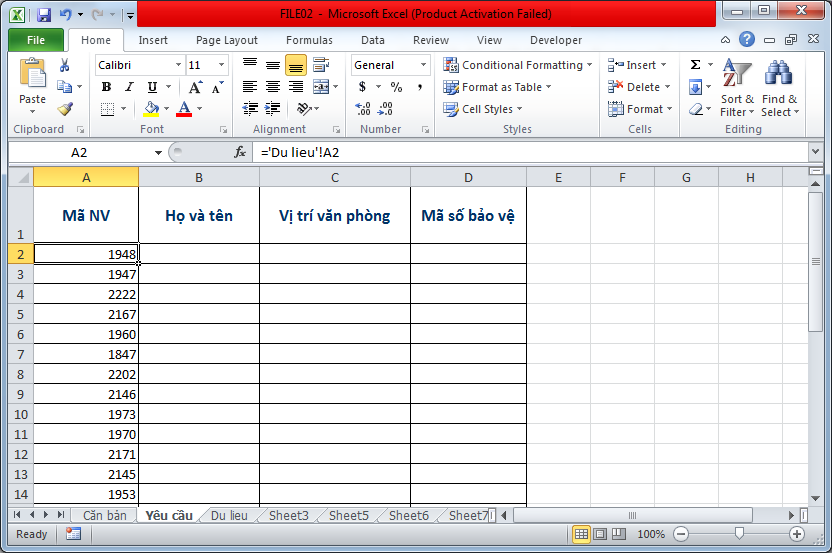 FILE02 - Microsoft Excel (Product Activation Failed)
File Home Insert Page Layout Formulas Data Review View Developer
Calibri 11 General Conditional Formatting Insert Σ
Paste B I U A A $ % , Format as Table Delete Sort & Filter Find & Select
A Cell Styles Format
Clipboard Font Alignment Number Styles Cells Editing
A2 fx ='Du lieu'!A2
A B C D E F G H
1 Mã NV Họ và tên Vị trí văn phòng Mã số bảo vệ
2 1948
3 1947
4 2222
5 2167
6 1960
7 1847
8 2202
9 2146
10 1973
11 1970
12 2171
13 2145
14 1953
Căn bản Yêu cầu Du lieu Sheet3 Sheet5 Sheet6 Sheet7
Ready 100%